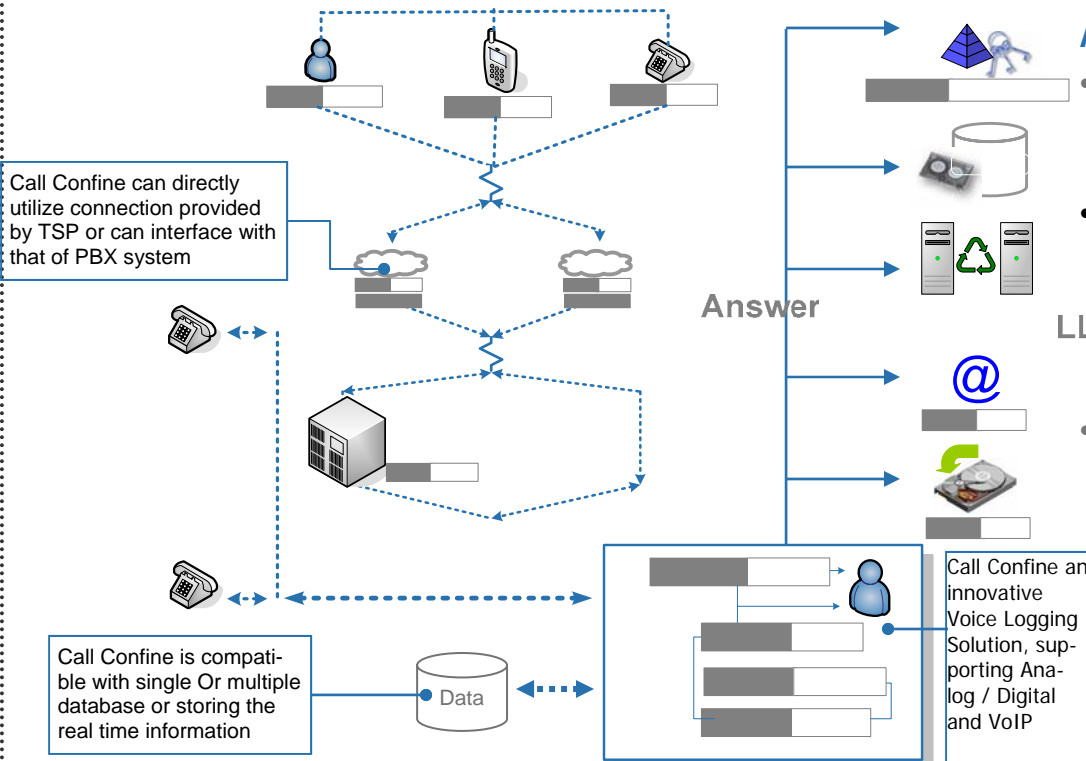 Call Confine can directly
utilize connection provided
by TSP or can interface with
that of PBX system
Answer
@
Call Confine is compati-
ble with single Or multiple
database or storing the
real time information
Data
Call Confine an
innovative
Voice Logging
Solution, sup-
porting Ana-
log / Digital
and VoIP